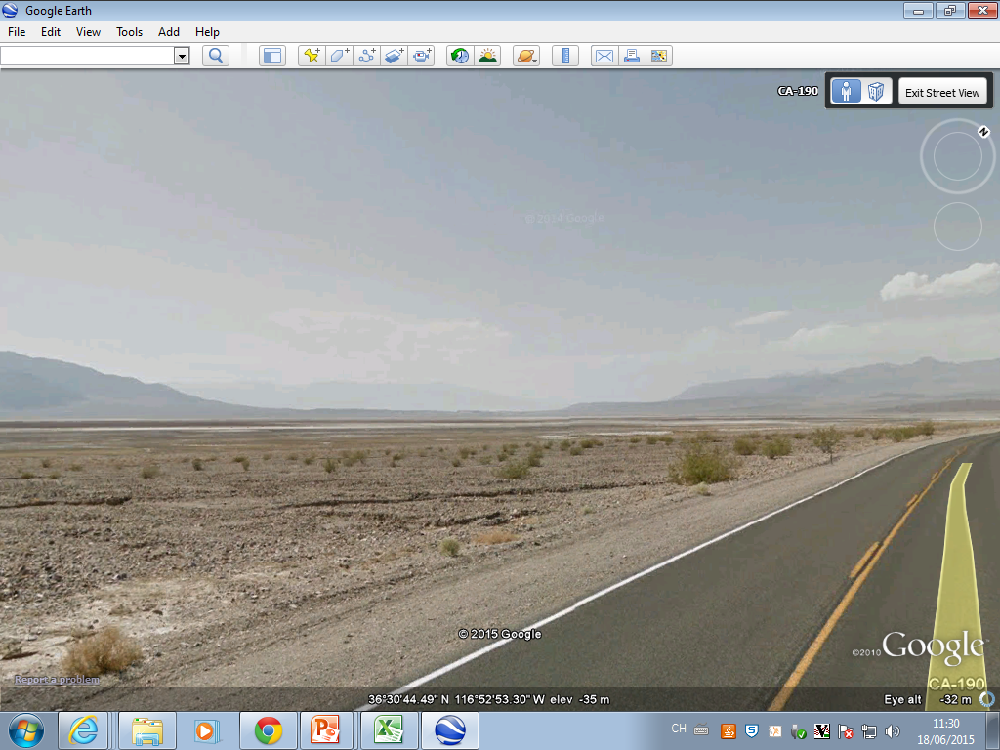 Google Earth
File Edit View Tools Add Help
CA-190
Exit Street View
N
© 2014 Google
© 2015 Google
©2010 Google
Report a problem
CA-190
36°30'44.49" N 116°52'53.30" W elev -35 m
Eye alt -32 m
CH
11:30
18/06/2015